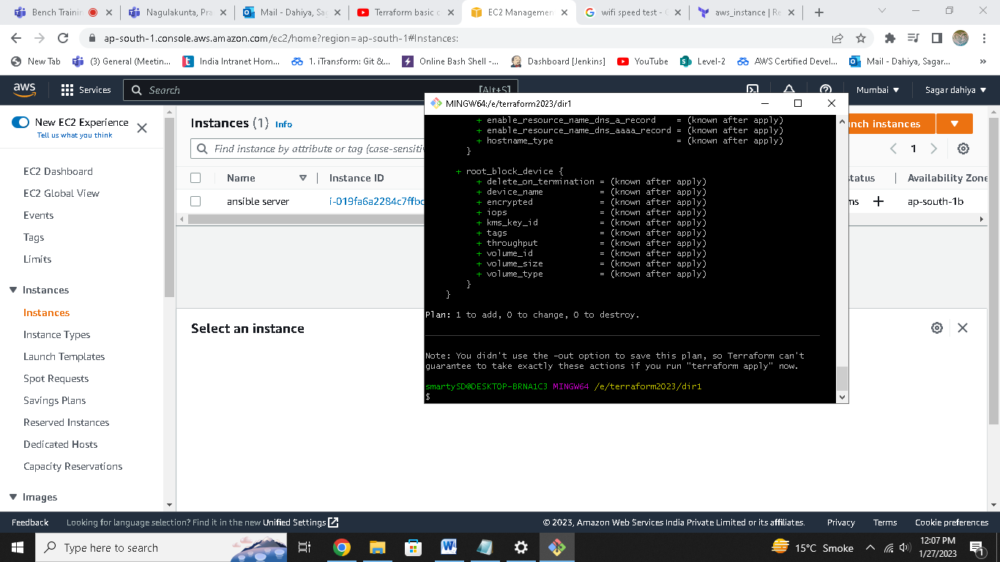 Bench Traini
Nagulakunta, Pra
Mail - Dahiya, Sag
Terraform basic c
EC2 Managemen
wifi speed test -
aws_instance | Re
ap-south-1.console.aws.amazon.com/ec2/home?region=ap-south-1#Instances:
New Tab
(3) General (Meetin...
India Intranet Hom...
1. iTransform: Git &...
Online Bash Shell -...
Dashboard [Jenkins]
YouTube
Level-2
AWS Certified Devel...
Mail - Dahiya, Sagar...
»
aws
Services
Search
[Alt+S]
Mumbai
Sagar dahiya
New EC2 Experience
Tell us what you think
EC2 Dashboard
EC2 Global View
Events
Tags
Limits
Instances
Instances
Instance Types
Launch Templates
Spot Requests
Savings Plans
Reserved Instances
Dedicated Hosts
Capacity Reservations
Images
Instances (1) Info
nch instances
Find instance by attribute or tag (case-sensiti
1
Name
Instance ID
status
Availability Zone
ansible server
i-019fa6a2284c7ffbc
ms
ap-south-1b
Select an instance
MINGW64:/e/terraform2023/dir1
+ enable_resource_name_dns_a_record    = (known after apply)
+ enable_resource_name_dns_aaaa_record = (known after apply)
+ hostname_type                        = (known after apply)
}
+ root_block_device {
+ delete_on_termination = (known after apply)
+ device_name           = (known after apply)
+ encrypted             = (known after apply)
+ iops                  = (known after apply)
+ kms_key_id            = (known after apply)
+ tags                  = (known after apply)
+ throughput            = (known after apply)
+ volume_id             = (known after apply)
+ volume_size           = (known after apply)
+ volume_type           = (known after apply)
}
}
Plan: 1 to add, 0 to change, 0 to destroy.
Note: You didn't use the -out option to save this plan, so Terraform can't
guarantee to take exactly these actions if you run "terraform apply" now.
smartySD@DESKTOP-BRNA1C3 MINGW64 /e/terraform2023/dir1
$
Feedback
Looking for language selection? Find it in the new Unified Settings
© 2023, Amazon Web Services India Private Limited or its affiliates.
Privacy
Terms
Cookie preferences
Type here to search
15°C Smoke
12:07 PM
1/27/2023
1